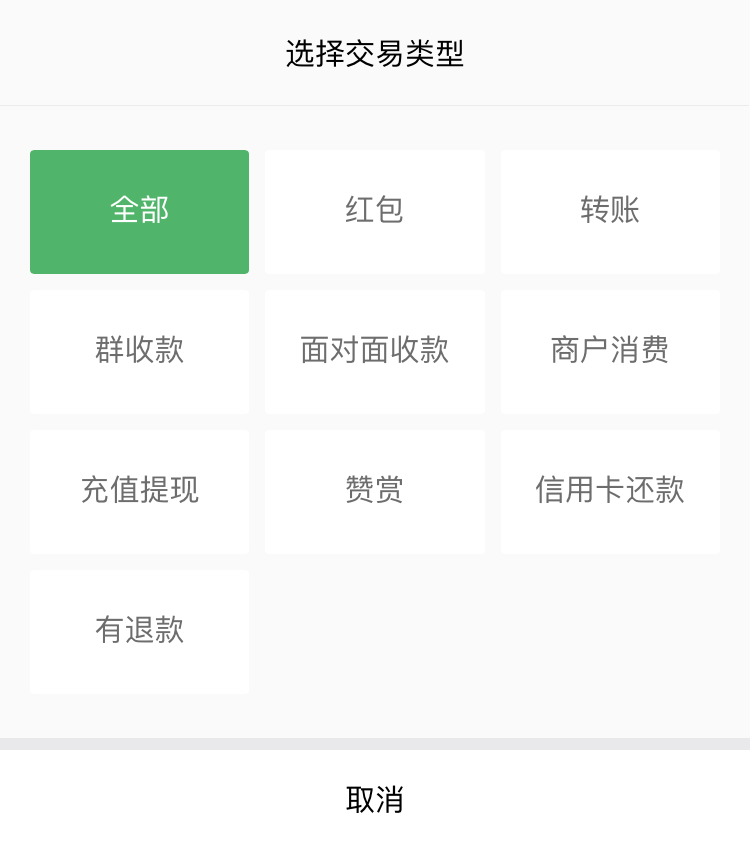 选择交易类型
全部
红包
转账
群收款
面对面收款
商户消费
充值提现
赞赏
信用卡还款
有退款
取消